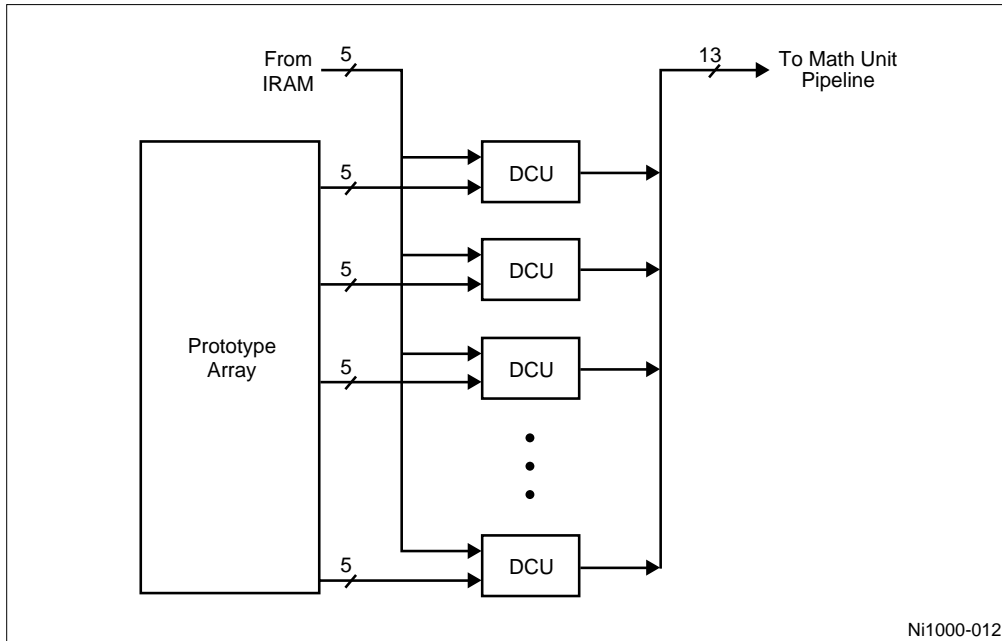 From
IRAM
5
13
To Math Unit
Pipeline
5
DCU
5
DCU
Prototype
Array
5
DCU
5
DCU
Ni1000-012